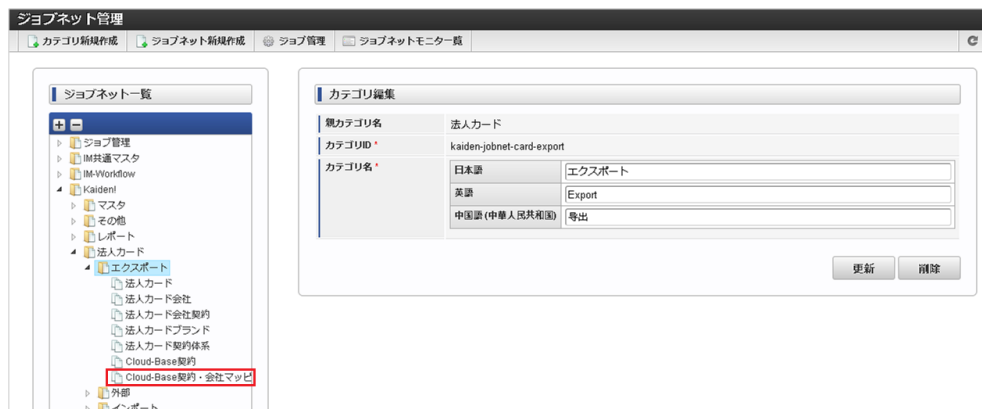 ジョブネット管理
カテゴリ新規作成 ジョブネット新規作成 ジョブ管理 ジョブネットモニター覧
ジョブネット一覧
ジョブ管理
IM共通マスタ
IM-Workflow
Kaiden!
マスタ
その他
レポート
法人カード
エクスポート
法人カード
法人カード会社
法人カード会社契約
法人カードブランド
法人カード契約体系
Cloud-Base契約
Cloud-Base契約・会社マッピ
外部
インポート
カテゴリ編集
親カテゴリ名 法人カード
カテゴリID * kaiden-jobnet-card-export
カテゴリ名 *
日本語 エクスポート
英語 Export
中国語 (中華人民共和国) 导出
更新 削除